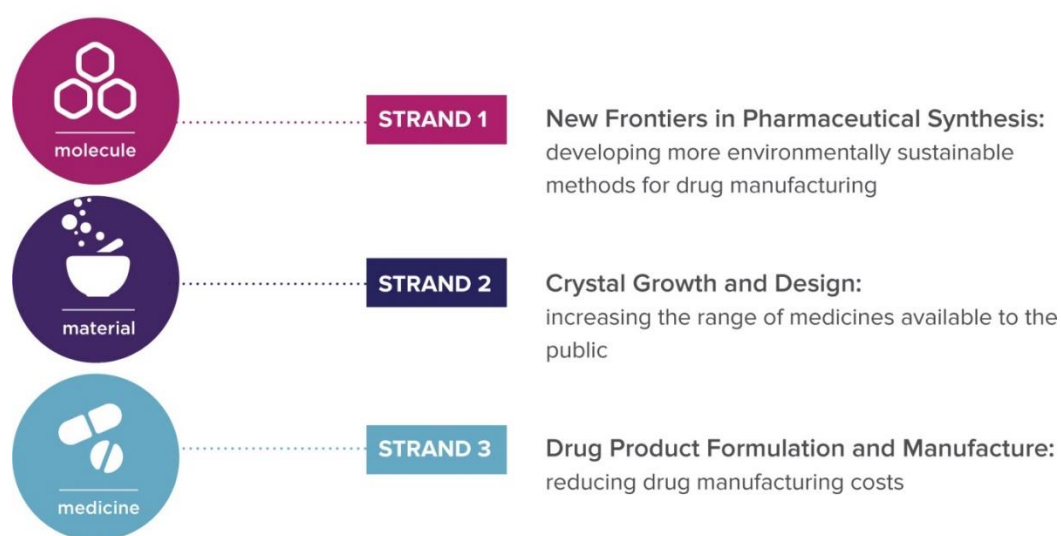 molecule
STRAND 1
New Frontiers in Pharmaceutical Synthesis:
developing more environmentally sustainable
methods for drug manufacturing
material
STRAND 2
Crystal Growth and Design:
increasing the range of medicines available to the
public
medicine
STRAND 3
Drug Product Formulation and Manufacture:
reducing drug manufacturing costs